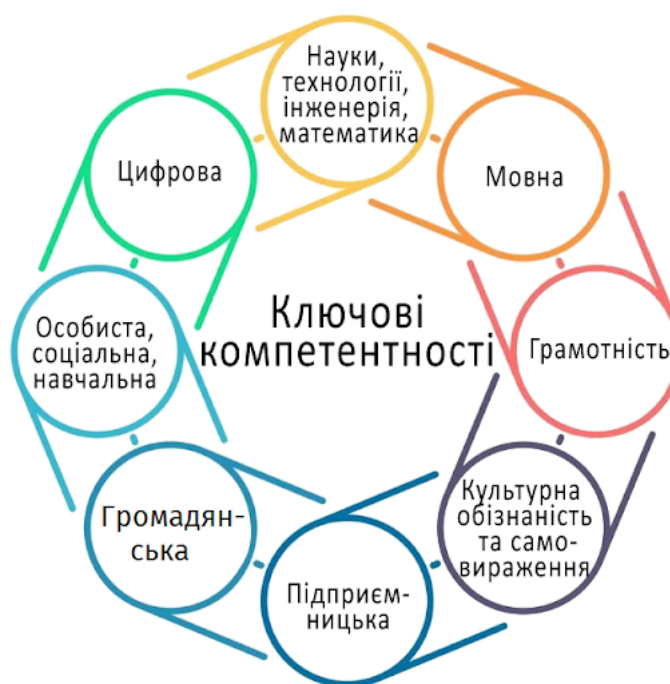 Науки,
технології,
інженерія,
математика
Мовна
Грамотність
Культурна
обізнаність
та само-
вираження
Підприєм-
ницька
Громадян-
ська
Особиста,
соціальна,
навчальна
Цифрова
Ключові
компетентності